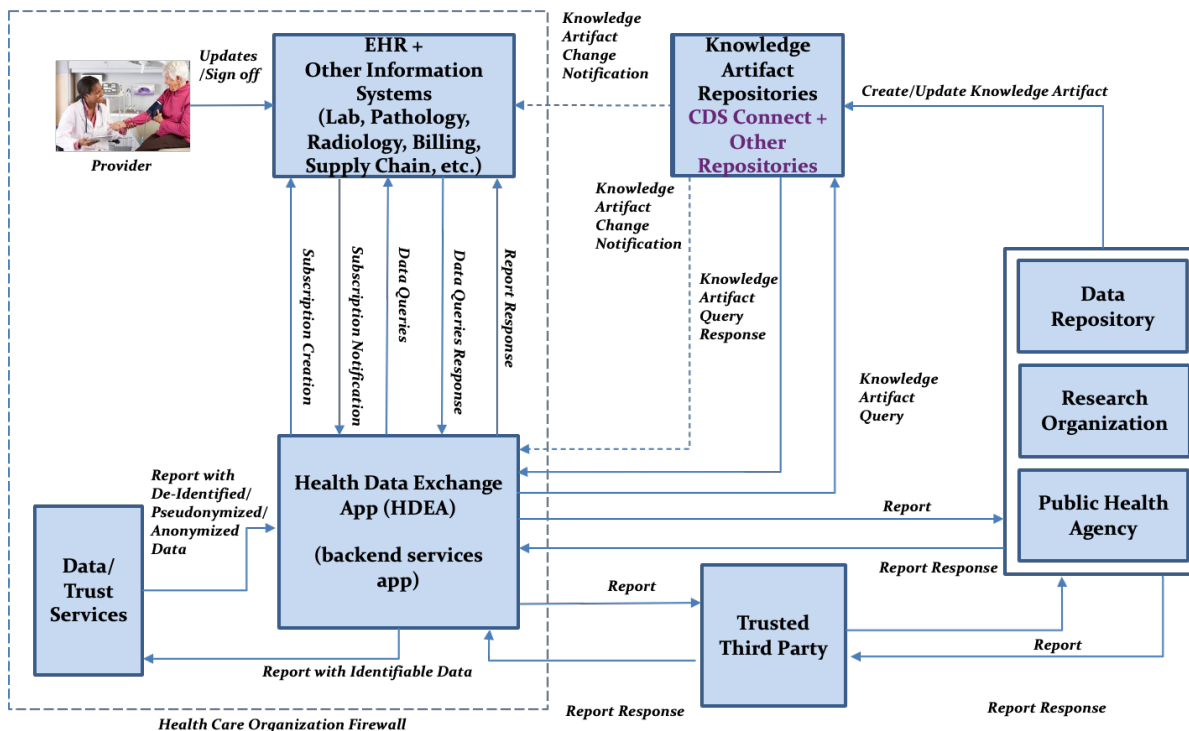 Knowledge
Artifact
Change
Notification
EHR +
Other Information
Systems
(Lab, Pathology,
Radiology, Billing,
Supply Chain, etc.)
Updates
/Sign off
Provider
Knowledge
Artifact
Repositories
CDS Connect +
Other
Repositories
Create/Update Knowledge Artifact
Knowledge
Artifact
Change
Notification
Subscription Creation
Subscription Notification
Data Queries
Data Queries Response
Report Response
Knowledge
Artifact
Query
Response
Data
Repository
Research
Organization
Public Health
Agency
Knowledge
Artifact
Query
Health Data Exchange
App (HDEA)
(backend services
app)
Report with
De-Identified/
Pseudonymized/
Anonymized
Data
Data/
Trust
Services
Report
Report Response
Report
Trusted
Third Party
Report
Report with Identifiable Data
Report Response
Report Response
Health Care Organization Firewall